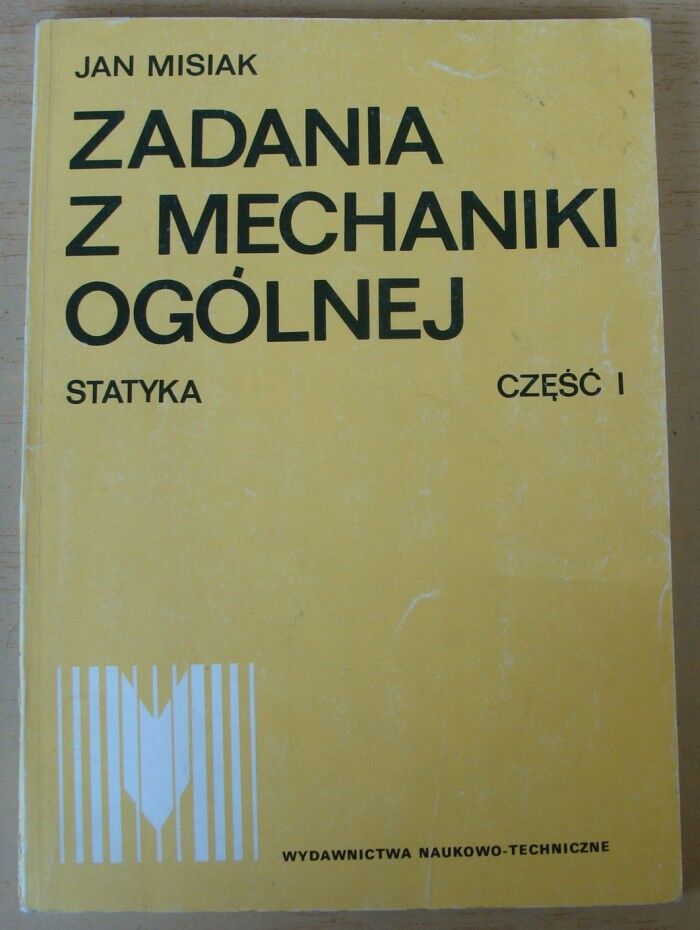 JAN MISIAK
ZADANIA
Z MECHANIKI
OGÓLNEJ
STATYKA CZĘŚĆ I
WYDAWNICTWA NAUKOWO-TECHNICZNE